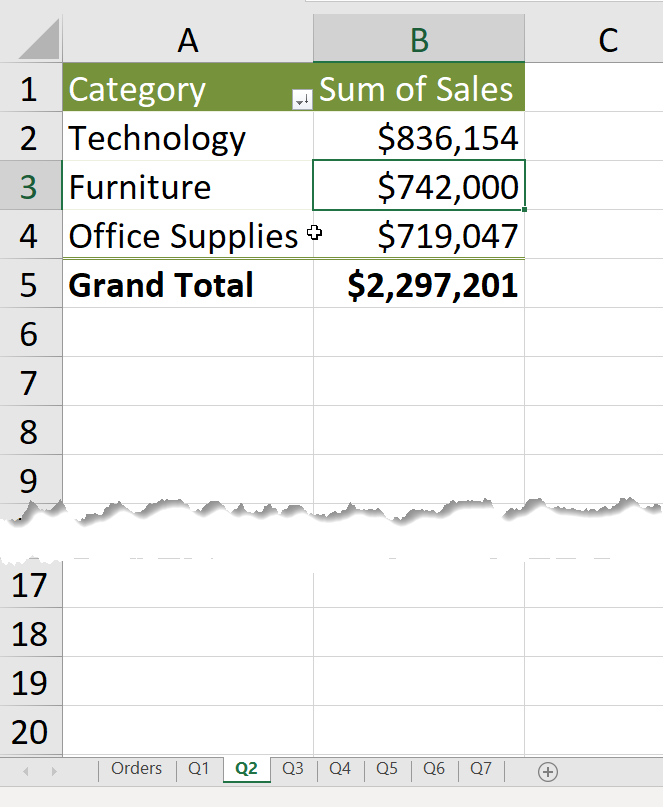 A B C
1 Category Sum of Sales
2 Technology $836,154
3 Furniture $742,000
4 Office Supplies $719,047
5 Grand Total $2,297,201
6
7
8
9
17
18
19
20
Orders Q1 Q2 Q3 Q4 Q5 Q6 Q7